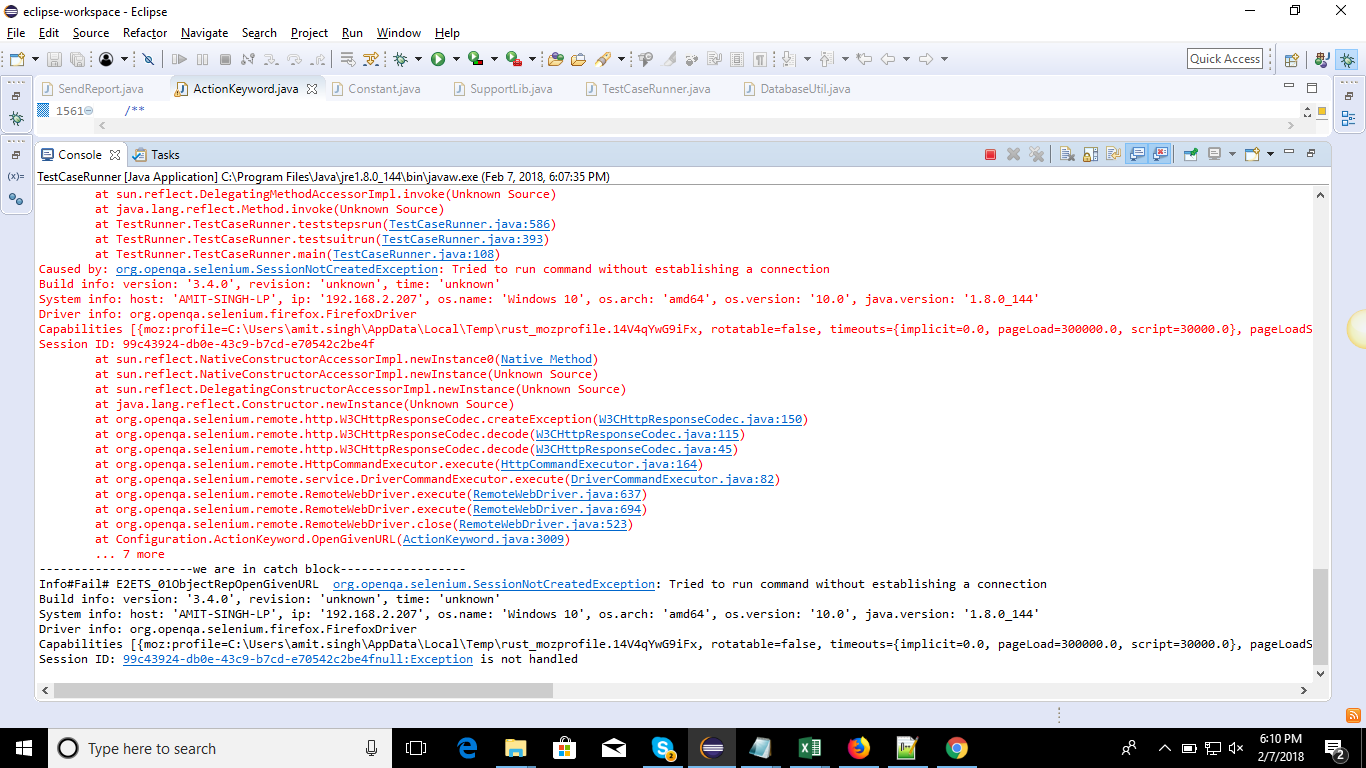 eclipse-workspace - Eclipse
File Edit Source Refactor Navigate Search Project Run Window Help
Quick Access
SendReport.java ActionKeyword.java Constant.java SupportLib.java TestCaseRunner.java DatabaseUtil.java
1561 /**
Console Tasks
TestCaseRunner [Java Application] C:\Program Files\Java\jre1.8.0_144\bin\javaw.exe (Feb 7, 2018, 6:07:35 PM)
at sun.reflect.DelegatingMethodAccessorImpl.invoke(Unknown Source)
at java.lang.reflect.Method.invoke(Unknown Source)
at TestRunner.TestCaseRunner.teststepsrun(TestCaseRunner.java:586)
at TestRunner.TestCaseRunner.testsuitrun(TestCaseRunner.java:393)
at TestRunner.TestCaseRunner.main(TestCaseRunner.java:108)
Caused by: org.openqa.selenium.SessionNotCreatedException: Tried to run command without establishing a connection
Build info: version: '3.4.0', revision: 'unknown', time: 'unknown'
System info: host: 'AMIT-SINGH-LP', ip: '192.168.2.207', os.name: 'Windows 10', os.arch: 'amd64', os.version: '10.0', java.version: '1.8.0_144'
Driver info: org.openqa.selenium.firefox.FirefoxDriver
Capabilities [{moz:profile=C:\Users\amit.singh\AppData\Local\Temp\rust_mozprofile.14V4qYwG9iFx, rotatable=false, timeouts={implicit=0.0, pageLoad=300000.0, script=30000.0}, pageLoadS
Session ID: 99c43924-db0e-43c9-b7cd-e70542c2be4f
at sun.reflect.NativeConstructorAccessorImpl.newInstance0(Native Method)
at sun.reflect.NativeConstructorAccessorImpl.newInstance(Unknown Source)
at sun.reflect.DelegatingConstructorAccessorImpl.newInstance(Unknown Source)
at java.lang.reflect.Constructor.newInstance(Unknown Source)
at org.openqa.selenium.remote.http.W3CHttpResponseCodec.createException(W3CHttpResponseCodec.java:150)
at org.openqa.selenium.remote.http.W3CHttpResponseCodec.decode(W3CHttpResponseCodec.java:115)
at org.openqa.selenium.remote.http.W3CHttpResponseCodec.decode(W3CHttpResponseCodec.java:45)
at org.openqa.selenium.remote.HttpCommandExecutor.execute(HttpCommandExecutor.java:164)
at org.openqa.selenium.remote.service.DriverCommandExecutor.execute(DriverCommandExecutor.java:82)
at org.openqa.selenium.remote.RemoteWebDriver.execute(RemoteWebDriver.java:637)
at org.openqa.selenium.remote.RemoteWebDriver.execute(RemoteWebDriver.java:694)
at org.openqa.selenium.remote.RemoteWebDriver.close(RemoteWebDriver.java:523)
at Configuration.ActionKeyword.OpenGivenURL(ActionKeyword.java:3009)
... 7 more
----------------------we are in catch block------------------
Info#Fail# E2ETS_01ObjectRepOpenGivenURL org.openqa.selenium.SessionNotCreatedException: Tried to run command without establishing a connection
Build info: version: '3.4.0', revision: 'unknown', time: 'unknown'
System info: host: 'AMIT-SINGH-LP', ip: '192.168.2.207', os.name: 'Windows 10', os.arch: 'amd64', os.version: '10.0', java.version: '1.8.0_144'
Driver info: org.openqa.selenium.firefox.FirefoxDriver
Capabilities [{moz:profile=C:\Users\amit.singh\AppData\Local\Temp\rust_mozprofile.14V4qYwG9iFx, rotatable=false, timeouts={implicit=0.0, pageLoad=300000.0, script=30000.0}, pageLoadS
Session ID: 99c43924-db0e-43c9-b7cd-e70542c2be4fnull:Exception is not handled
Type here to search
6:10 PM
2/7/2018
2